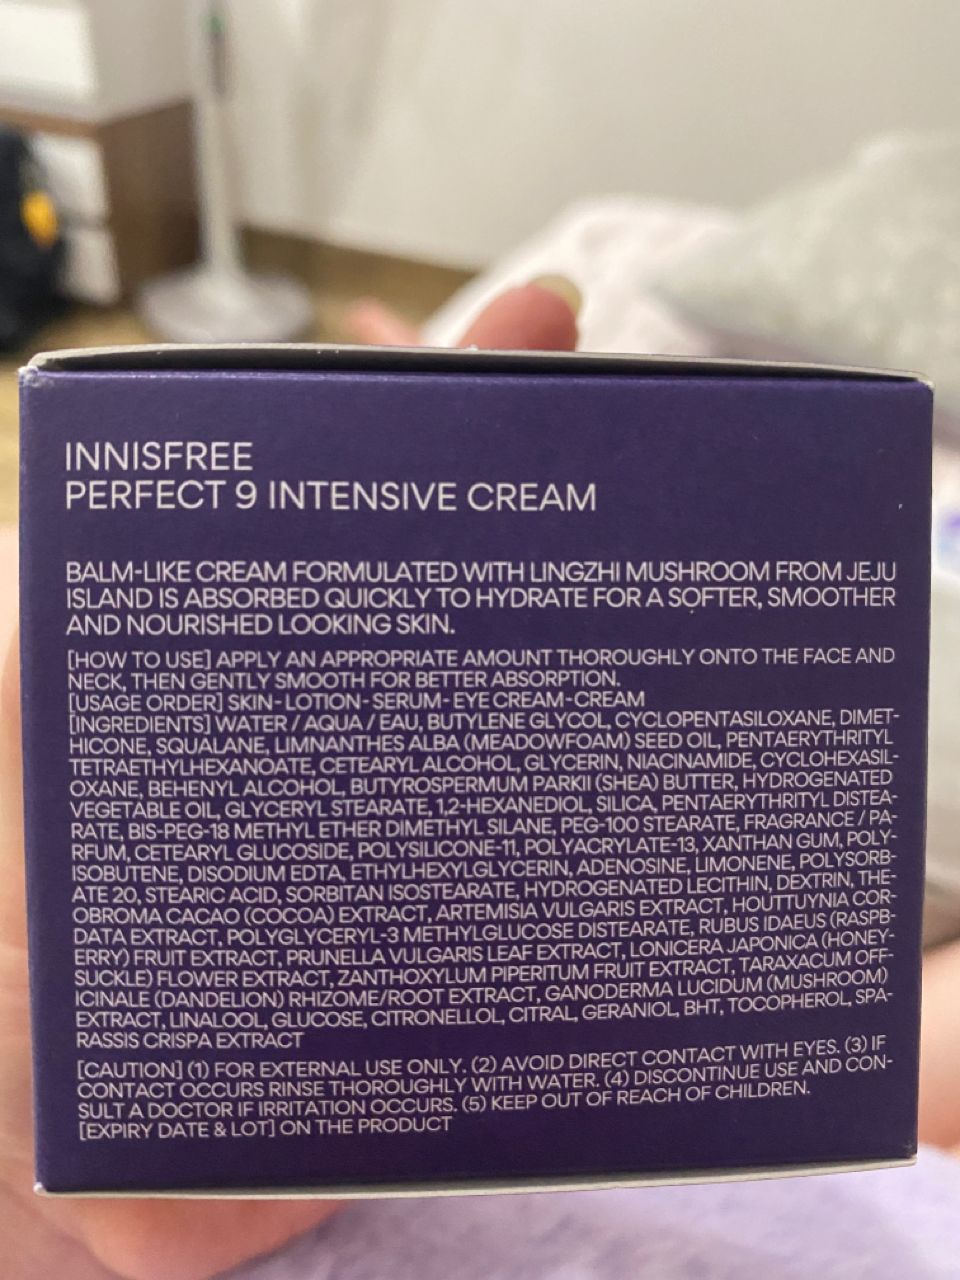 INNISFREE
PERFECT 9 INTENSIVE CREAM
BALM-LIKE CREAM FORMULATED WITH LINGZHI MUSHROOM FROM JEJU
ISLAND IS ABSORBED QUICKLY TO HYDRATE FOR A SOFTER, SMOOTHER
AND NOURISHED LOOKING SKIN.
[HOW TO USE] APPLY AN APPROPRIATE AMOUNT THOROUGHLY ONTO THE FACE AND
NECK, THEN GENTLY SMOOTH FOR BETTER ABSORPTION.
[USAGE ORDER] SKIN-LOTION-SERUM-EYE CREAM-CREAM
[INGREDIENTS] WATER / AQUA / EAU, BUTYLENE GLYCOL, CYCLOPENTASILOXANE, DIMET-
HICONE, SQUALANE, LIMNANTHES ALBA (MEADOWFOAM) SEED OIL, PENTAERYTHRITYL
TETRAETHYLHEXANOATE, CETEARYL ALCOHOL, GLYCERIN, NIACINAMIDE, CYCLOHEXASIL-
OXANE, BEHENYL ALCOHOL, BUTYROSPERMUM PARKII (SHEA) BUTTER, HYDROGENATED
VEGETABLE OIL, GLYCERYL STEARATE, 1,2-HEXANEDIOL, SILICA, PENTAERYTHRITYL DISTEA-
RATE, BIS-PEG-18 METHYL ETHER DIMETHYL SILANE, PEG-100 STEARATE, FRAGRANCE / PA-
RFUM, CETEARYL GLUCOSIDE, POLYSILICONE-11, POLYACRYLATE-13, XANTHAN GUM, POLY-
ISOBUTENE, DISODIUM EDTA, ETHYLHEXYLGLYCERIN, ADENOSINE, LIMONENE, POLYSORB-
ATE 20, STEARIC ACID, SORBITAN ISOSTEARATE, HYDROGENATED LECITHIN, DEXTRIN, THE-
OBROMA CACAO (COCOA) EXTRACT, ARTEMISIA VULGARIS EXTRACT, HOUTTUYNIA COR-
DATA EXTRACT, POLYGLYCERYL-3 METHYLGLUCOSE DISTEARATE, RUBUS IDAEUS (RASPB-
ERRY) FRUIT EXTRACT, PRUNELLA VULGARIS LEAF EXTRACT, LONICERA JAPONICA (HONEY-
SUCKLE) FLOWER EXTRACT, ZANTHOXYLUM PIPERITUM FRUIT EXTRACT, TARAXACUM OFF-
ICINALE (DANDELION) RHIZOME/ROOT EXTRACT, GANODERMA LUCIDUM (MUSHROOM)
EXTRACT, LINALOOL, GLUCOSE, CITRONELLOL, CITRAL, GERANIOL, BHT, TOCOPHEROL, SPA-
RASSIS CRISPA EXTRACT
[CAUTION] (1) FOR EXTERNAL USE ONLY. (2) AVOID DIRECT CONTACT WITH EYES. (3) IF
CONTACT OCCURS RINSE THOROUGHLY WITH WATER. (4) DISCONTINUE USE AND CON-
SULT A DOCTOR IF IRRITATION OCCURS. (5) KEEP OUT OF REACH OF CHILDREN.
[EXPIRY DATE & LOT] ON THE PRODUCT